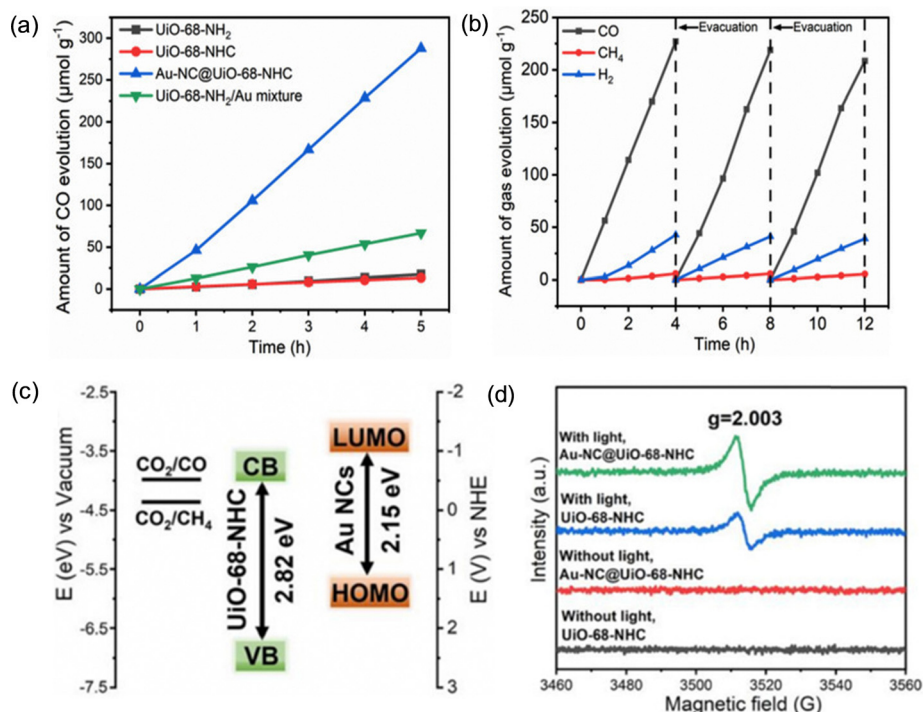 (a)
UiO-68-NH2
UiO-68-NHC
Au-NC@UiO-68-NHC
UiO-68-NH2/Au mixture
Amount of CO evolution (μmol g-1)
300
250
200
150
100
50
0
0 1 2 3 4 5
Time (h)
(b)
CO
CH4
H2
Evacuation
Evacuation
Amount of gas evolution (μmol g-1)
250
200
150
100
50
0
0 2 4 6 8 10 12
Time (h)
(c)
E (eV) vs Vacuum
-2.5
-3.5
-4.5
-5.5
-6.5
-7.5
CO2/CO
CO2/CH4
CB
UiO-68-NHC
2.82 eV
VB
LUMO
Au NCs
2.15 eV
HOMO
-2
-1
0
1
2
3
E (V) vs NHE
(d)
g=2.003
With light,
Au-NC@UiO-68-NHC
With light,
UiO-68-NHC
Without light,
Au-NC@UiO-68-NHC
Without light,
UiO-68-NHC
Intensity (a.u.)
3460 3480 3500 3520 3540 3560
Magnetic field (G)